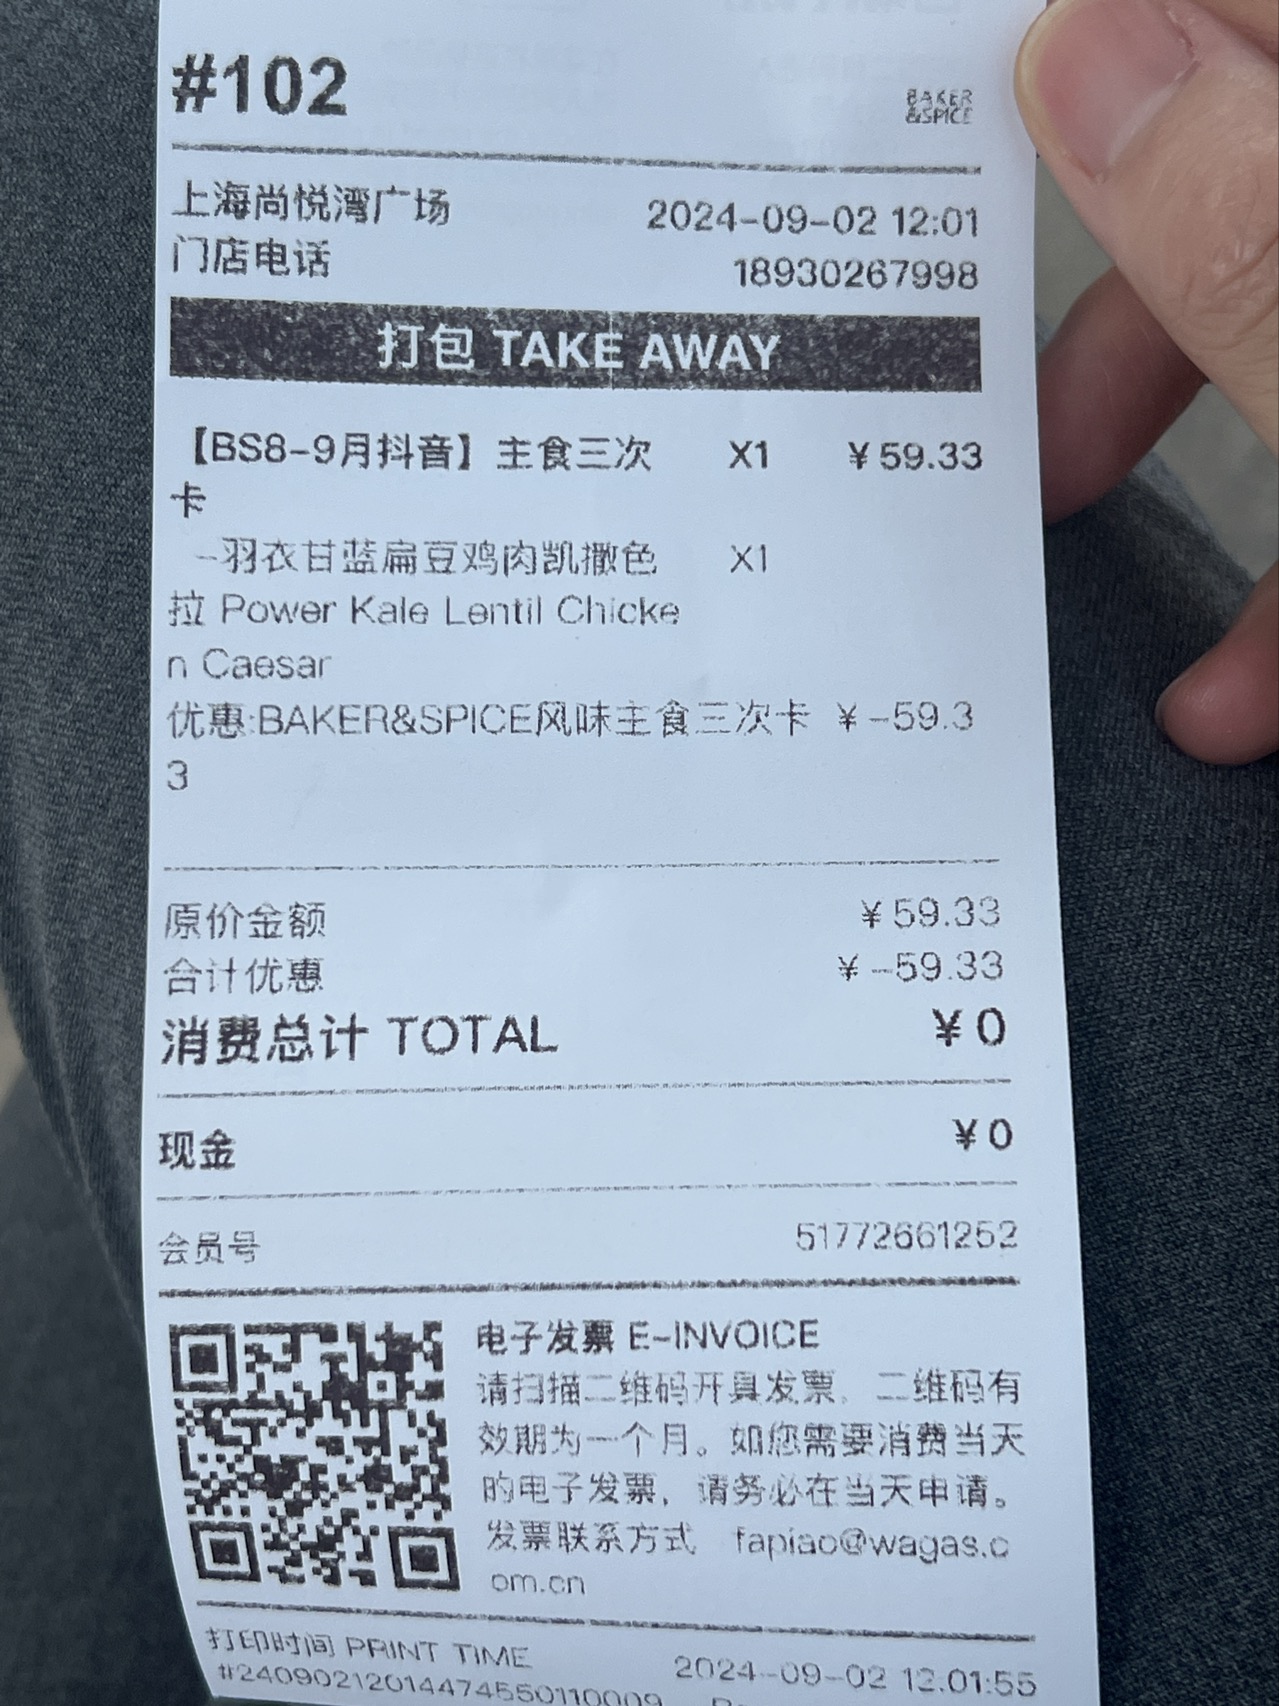 #102
BAKER
&SPICE
上海尚悦湾广场 2024-09-02 12:01
门店电话 18930267998
打包 TAKE AWAY
【BS8-9月抖音】主食三次 X1 ¥59.33
卡
-羽衣甘蓝扁豆鸡肉凯撒色 X1
拉 Power Kale Lentil Chicke
n Caesar
优惠:BAKER&SPICE风味主食三次卡 ¥-59.3
3
原价金额 ¥59.33
合计优惠 ¥-59.33
消费总计 TOTAL ¥0
现金 ¥0
会员号 51772661252
电子发票 E-INVOICE
请扫描二维码开具发票，二维码有
效期为一个月。如您需要消费当天
的电子发票，请务必在当天申请。
发票联系方式 fapiao@wagas.c
om.cn
打印时间 PRINT TIME 2024-09-02 12:01:55